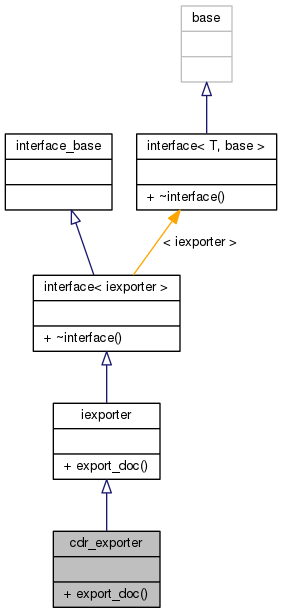 base
interface_base
interface< T, base >
+ ~interface()
< iexporter >
interface< iexporter >
+ ~interface()
iexporter
+ export_doc()
cdr_exporter
+ export_doc()